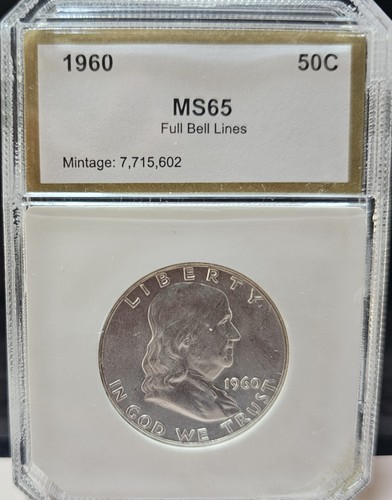 1960 50C
MS65
Full Bell Lines
Mintage: 7,715,602
LIBERTY
1960
IN GOD WE TRUST